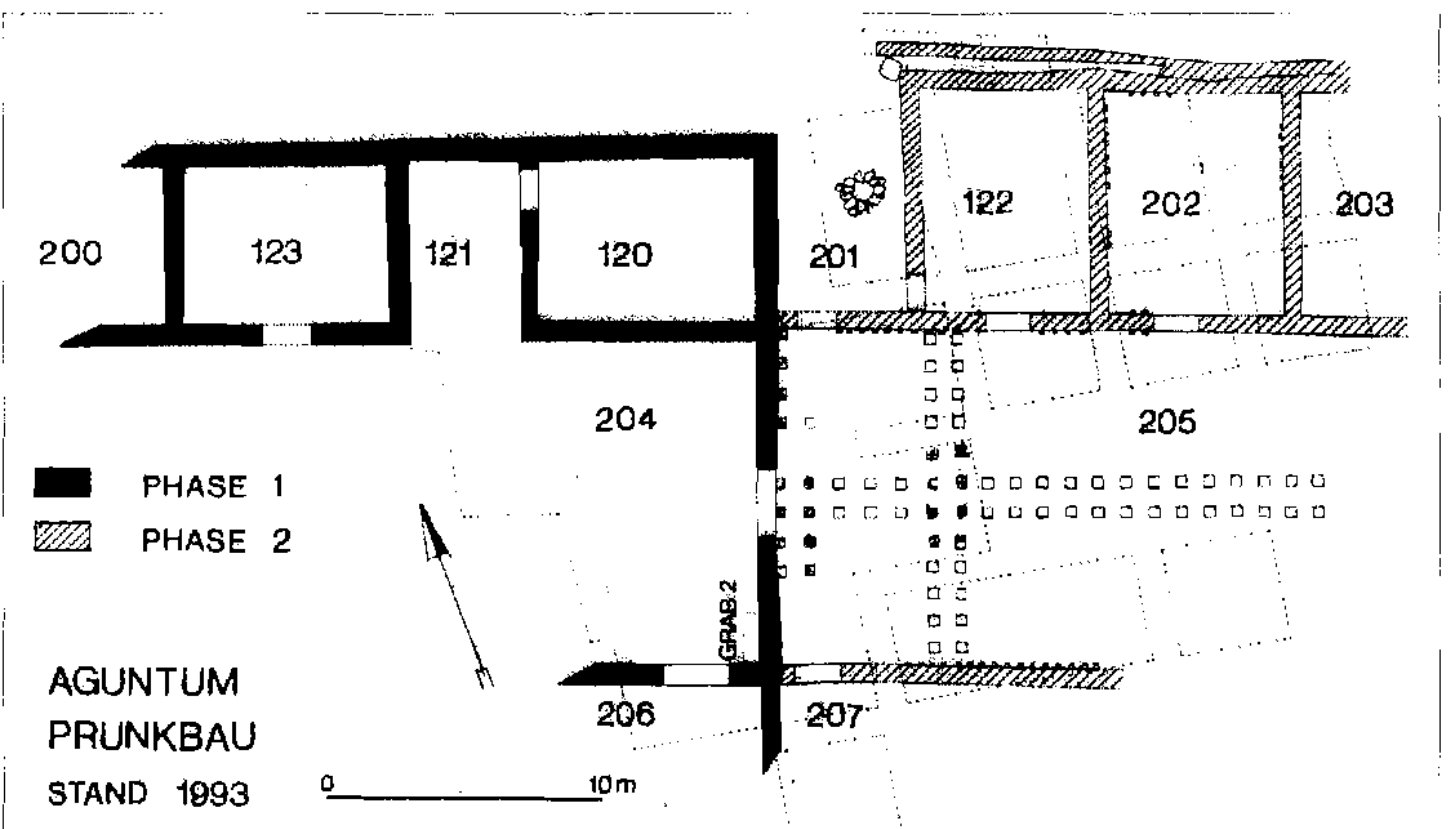 200 123 121 120 201 122 202 203
204 205
PHASE 1
PHASE 2
GRAB 2
206 207
AGUNTUM
PRUNKBAU
STAND 1993
0 10m